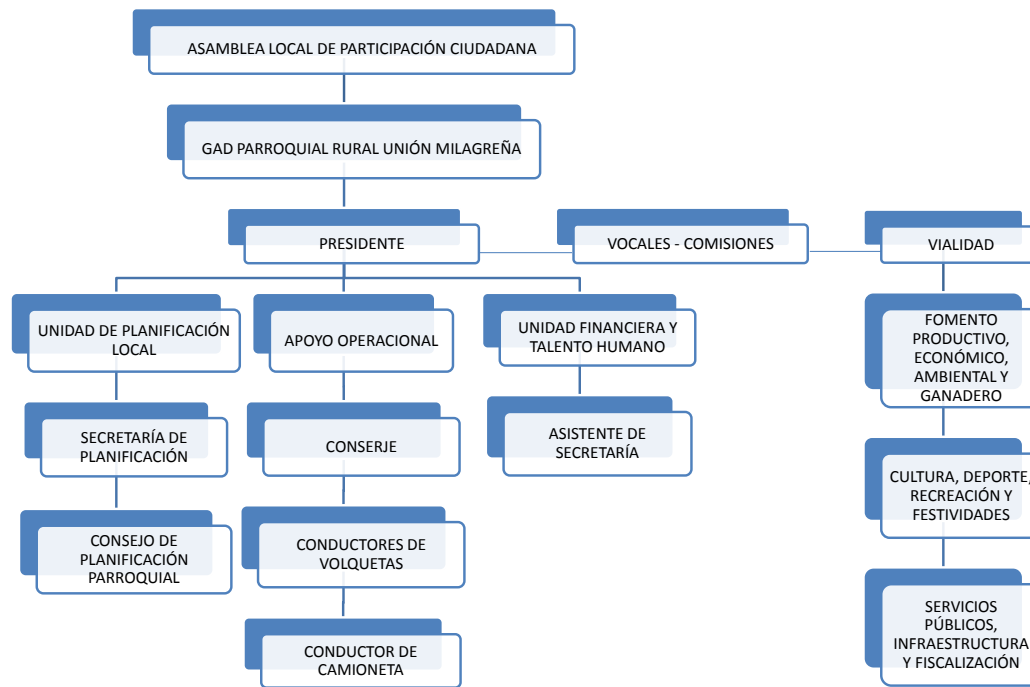 ASAMBLEA LOCAL DE PARTICIPACIÓN CIUDADANA
GAD PARROQUIAL RURAL UNIÓN MILAGREÑA
PRESIDENTE
VOCALES - COMISIONES
VIALIDAD
UNIDAD DE PLANIFICACIÓN
LOCAL
APOYO OPERACIONAL
UNIDAD FINANCIERA Y
TALENTO HUMANO
FOMENTO
PRODUCTIVO,
ECONÓMICO,
AMBIENTAL Y
GANADERO
SECRETARÍA DE
PLANIFICACIÓN
CONSERJE
ASISTENTE DE
SECRETARÍA
CULTURA, DEPORTE,
RECREACIÓN Y
FESTIVIDADES
CONSEJO DE
PLANIFICACIÓN
PARROQUIAL
CONDUCTORES DE
VOLQUETAS
SERVICIOS
PÚBLICOS,
INFRAESTRUCTURA
Y FISCALIZACIÓN
CONDUCTOR DE
CAMIONETA